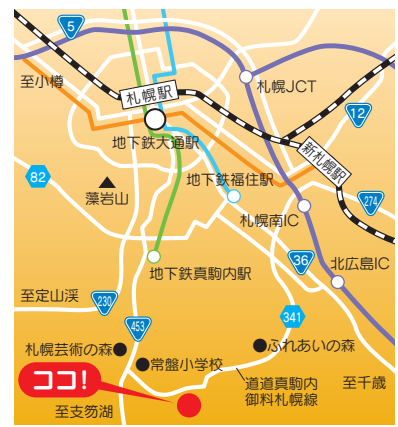 5
至小樽
札幌駅
札幌JCT
12
地下鉄大通駅
新札幌駅
82
藻岩山
地下鉄福住駅
274
札幌南IC
36
地下鉄真駒内駅
北広島IC
至定山渓
230
453
341
札幌芸術の森
常盤小学校
ふれあいの森
ココ!
道道真駒内
御料札幌線
至千歳
至支笏湖